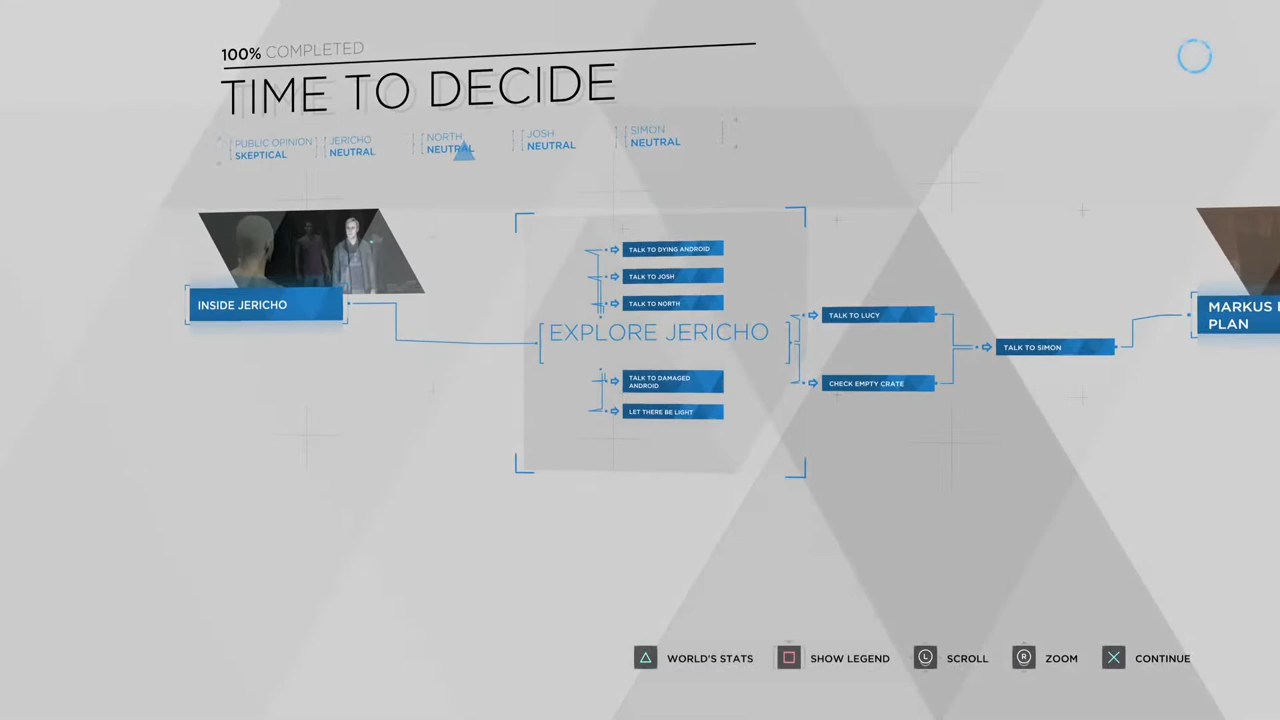 100% COMPLETED
TIME TO DECIDE
PUBLIC OPINION
SKEPTICAL
JERICHO
NEUTRAL
NORTH
NEUTRAL
JOSH
NEUTRAL
SIMON
NEUTRAL
INSIDE JERICHO
TALK TO DYING ANDROID
TALK TO JOSH
TALK TO NORTH
EXPLORE JERICHO
TALK TO DAMAGED
ANDROID
LET THERE BE LIGHT
TALK TO LUCY
CHECK EMPTY CRATE
TALK TO SIMON
MARKUS
PLAN
WORLD'S STATS
SHOW LEGEND
L
SCROLL
R
ZOOM
CONTINUE